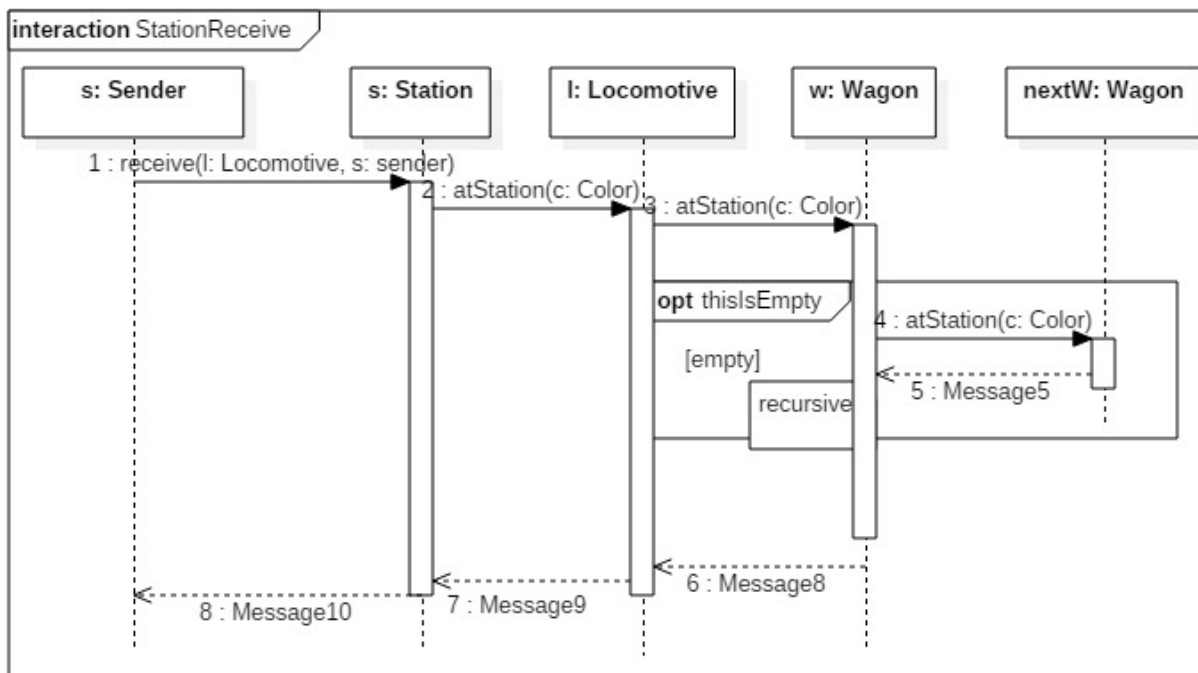 interaction StationReceive
s: Sender
s: Station
l: Locomotive
w: Wagon
nextW: Wagon
1 : receive(l: Locomotive, s: sender)
2 : atStation(c: Color)
3 : atStation(c: Color)
opt thisIsEmpty
4 : atStation(c: Color)
[empty]
5 : Message5
recursive
6 : Message8
7 : Message9
8 : Message10